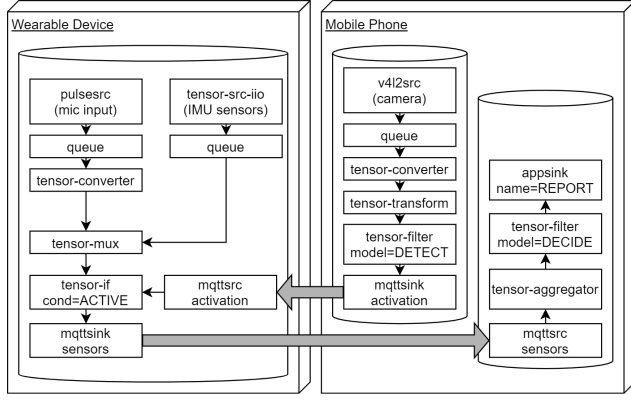 Wearable Device
pulsesrc
(mic input)
queue
tensor-converter
tensor-src-iio
(IMU sensors)
queue
tensor-mux
tensor-if
cond=ACTIVE
mqttsrc
activation
mqttsink
sensors
Mobile Phone
v4l2src
(camera)
queue
tensor-converter
tensor-transform
tensor-filter
model=DETECT
mqttsink
activation
appsink
name=REPORT
tensor-filter
model=DECIDE
tensor-aggregator
mqttsrc
sensors